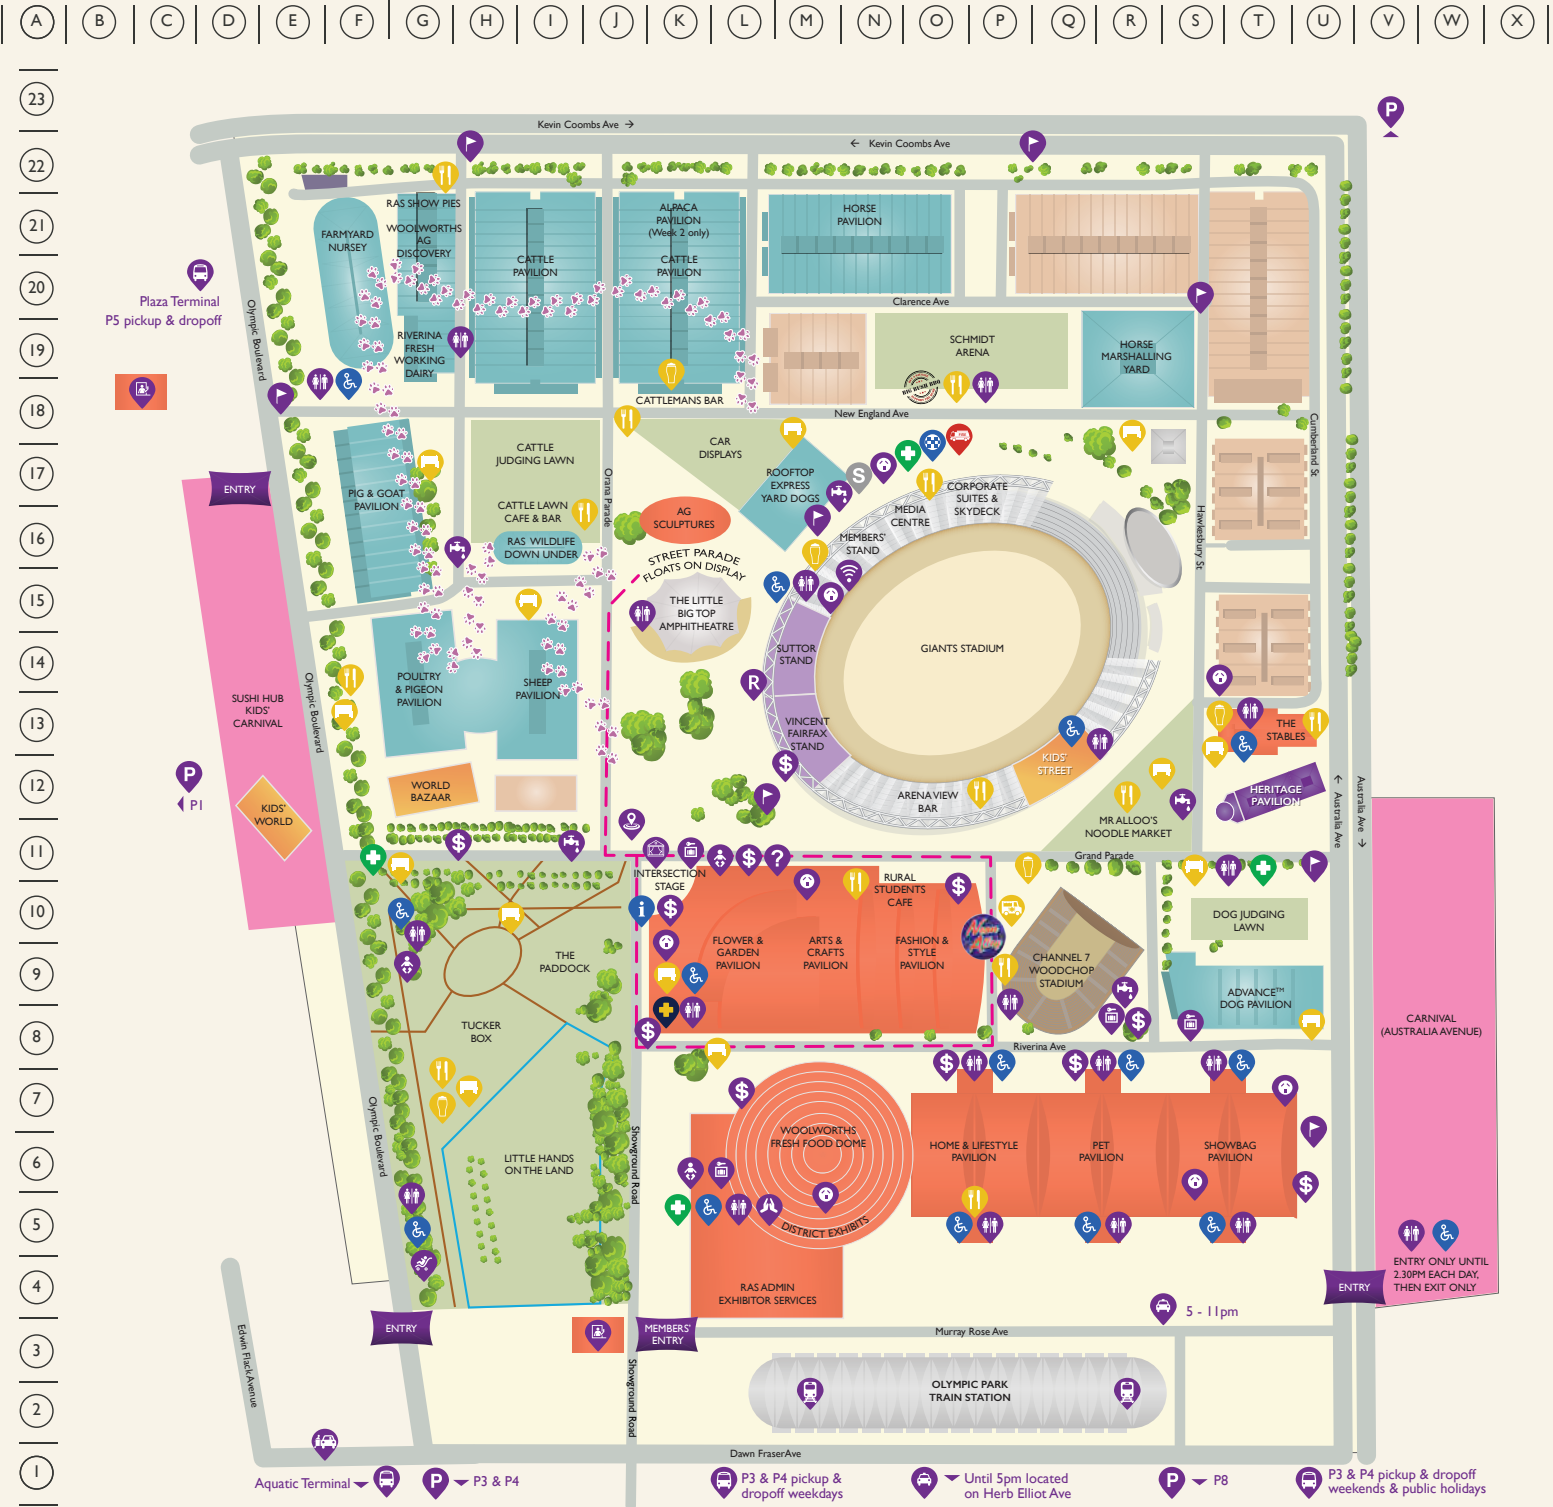 A B C D E F G H I J K L M N O P Q R S T U V W X
23
Kevin Coombs Ave →
← Kevin Coombs Ave
P
22
RAS SHOW PIES
21
WOOLWORTHS
AG
DISCOVERY
FARMYARD
NURSEY
ALPACA
PAVILION
(Week 2 only)
HORSE
PAVILION
CATTLE
PAVILION
CATTLE
PAVILION
20
Plaza Terminal
P5 pickup & dropoff
Clarence Ave
Olympic Boulevard
19
RIVERINA
FRESH
WORKING
DAIRY
SCHMIDT
ARENA
HORSE
MARSHALLING
YARD
BIG BUSH BBQ
CATTLEMANS BAR
18
New England Ave
Cumberland St
CATTLE
JUDGING LAWN
CAR
DISPLAYS
17
ENTRY
PIG & GOAT
PAVILION
Orana Parade
ROOFTOP
EXPRESS
YARD DOGS
S
CORPORATE
SUITES &
SKYDECK
CATTLE LAWN
CAFE & BAR
AG
SCULPTURES
MEDIA
CENTRE
16
RAS WILDLIFE
DOWN UNDER
MEMBERS'
STAND
Hawkesbury St
STREET PARADE
FLOATS ON DISPLAY
15
THE LITTLE
BIG TOP
AMPHITHEATRE
14
SUTTOR
STAND
GIANTS STADIUM
POULTRY
& PIGEON
PAVILION
SHEEP
PAVILION
R
SUSHI HUB
KIDS'
CARNIVAL
Olympic Boulevard
13
VINCENT
FAIRFAX
STAND
THE
STABLES
KIDS'
STREET
$
12
P
P1
WORLD
BAZAAR
KIDS'
WORLD
ARENA VIEW
BAR
HERITAGE
PAVILION
MR ALLOO'S
NOODLE MARKET
← Australia Ave
Australia Ave →
11
$
$
?
Grand Parade
INTERSECTION
STAGE
RURAL
STUDENTS
CAFE
10
i
$
$
DOG JUDGING
LAWN
9
THE
PADDOCK
FLOWER &
GARDEN
PAVILION
ARTS &
CRAFTS
PAVILION
FASHION &
STYLE
PAVILION
CHANNEL 7
WOODCHOP
STADIUM
ADVANCE™
DOG PAVILION
8
TUCKER
BOX
$
$
Riverina Ave
CARNIVAL
(AUSTRALIA AVENUE)
7
$
$
$
Olympic Boulevard
Showground Road
WOOLWORTHS
FRESH FOOD DOME
HOME & LIFESTYLE
PAVILION
PET
PAVILION
SHOWBAG
PAVILION
6
LITTLE HANDS
ON THE LAND
$
5
DISTRICT EXHIBITS
4
RAS ADMIN
EXHIBITOR SERVICES
ENTRY
ENTRY ONLY UNTIL
2.30PM EACH DAY,
THEN EXIT ONLY
5 - 11pm
ENTRY
MEMBERS'
ENTRY
Murray Rose Ave
3
Edwin Flack Avenue
Showground Road
OLYMPIC PARK
TRAIN STATION
2
Dawn Fraser Ave
1
Aquatic Terminal
P
P3 & P4
P3 & P4 pickup &
dropoff weekdays
Until 5pm located
on Herb Elliot Ave
P
P8
P3 & P4 pickup & dropoff
weekends & public holidays